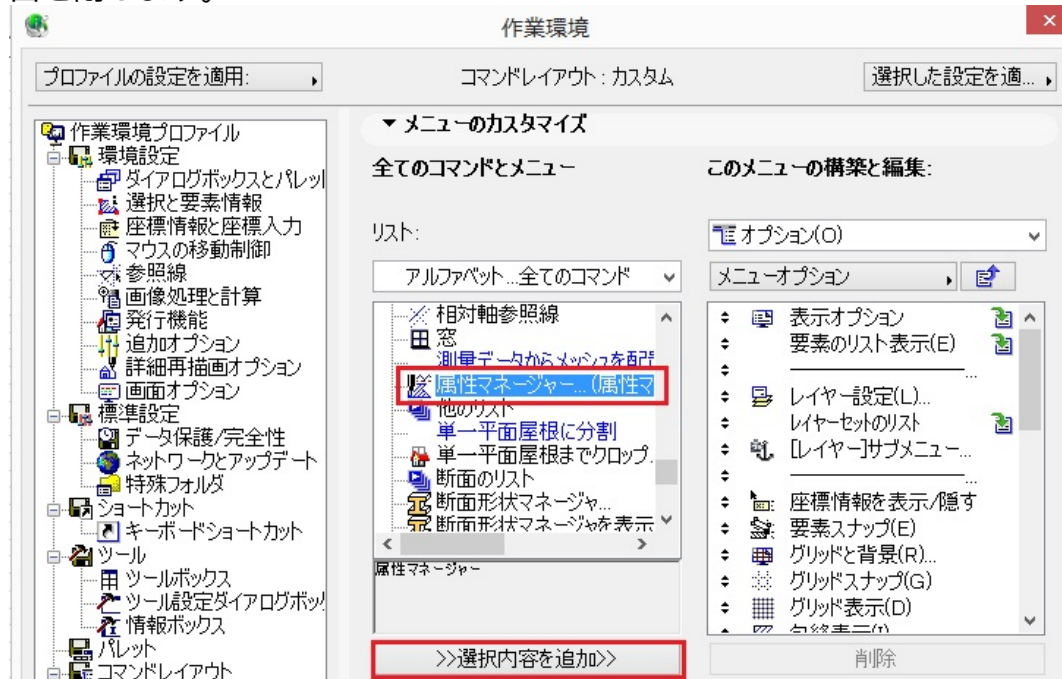 作業環境
プロファイルの設定を適用:
コマンドレイアウト : カスタム
選択した設定を適...
作業環境プロファイル
環境設定
ダイアログボックスとパレッ
選択と要素情報
座標情報と座標入力
マウスの移動制御
参照線
画像処理と計算
発行機能
追加オプション
詳細再描画オプション
画面オプション
標準設定
データ保護/完全性
ネットワークとアップデート
特殊フォルダ
ショートカット
キーボードショートカット
ツール
ツールボックス
ツール設定ダイアログボッ
情報ボックス
パレット
コマンドレイアウト
メニューのカスタマイズ
全てのコマンドとメニュー
リスト:
アルファベット...全てのコマンド
相対軸参照線
窓
測量データからメッシュを配置
属性マネージャー... (属性マ
他のリスト
単一平面屋根に分割
単一平面屋根までクロップ.
断面のリスト
断面形状マネージャ...
断面形状マネージャを表示
属性マネージャー
>>選択内容を追加>>
このメニューの構築と編集:
オプション(O)
メニューオプション
表示オプション
要素のリスト表示(E)
レイヤー設定(L)...
レイヤーセットのリスト
[レイヤー]サブメニュー...
座標情報を表示/隠す
要素スナップ(E)
グリッドと背景(R)...
グリッドスナップ(G)
グリッド表示(D)
削除